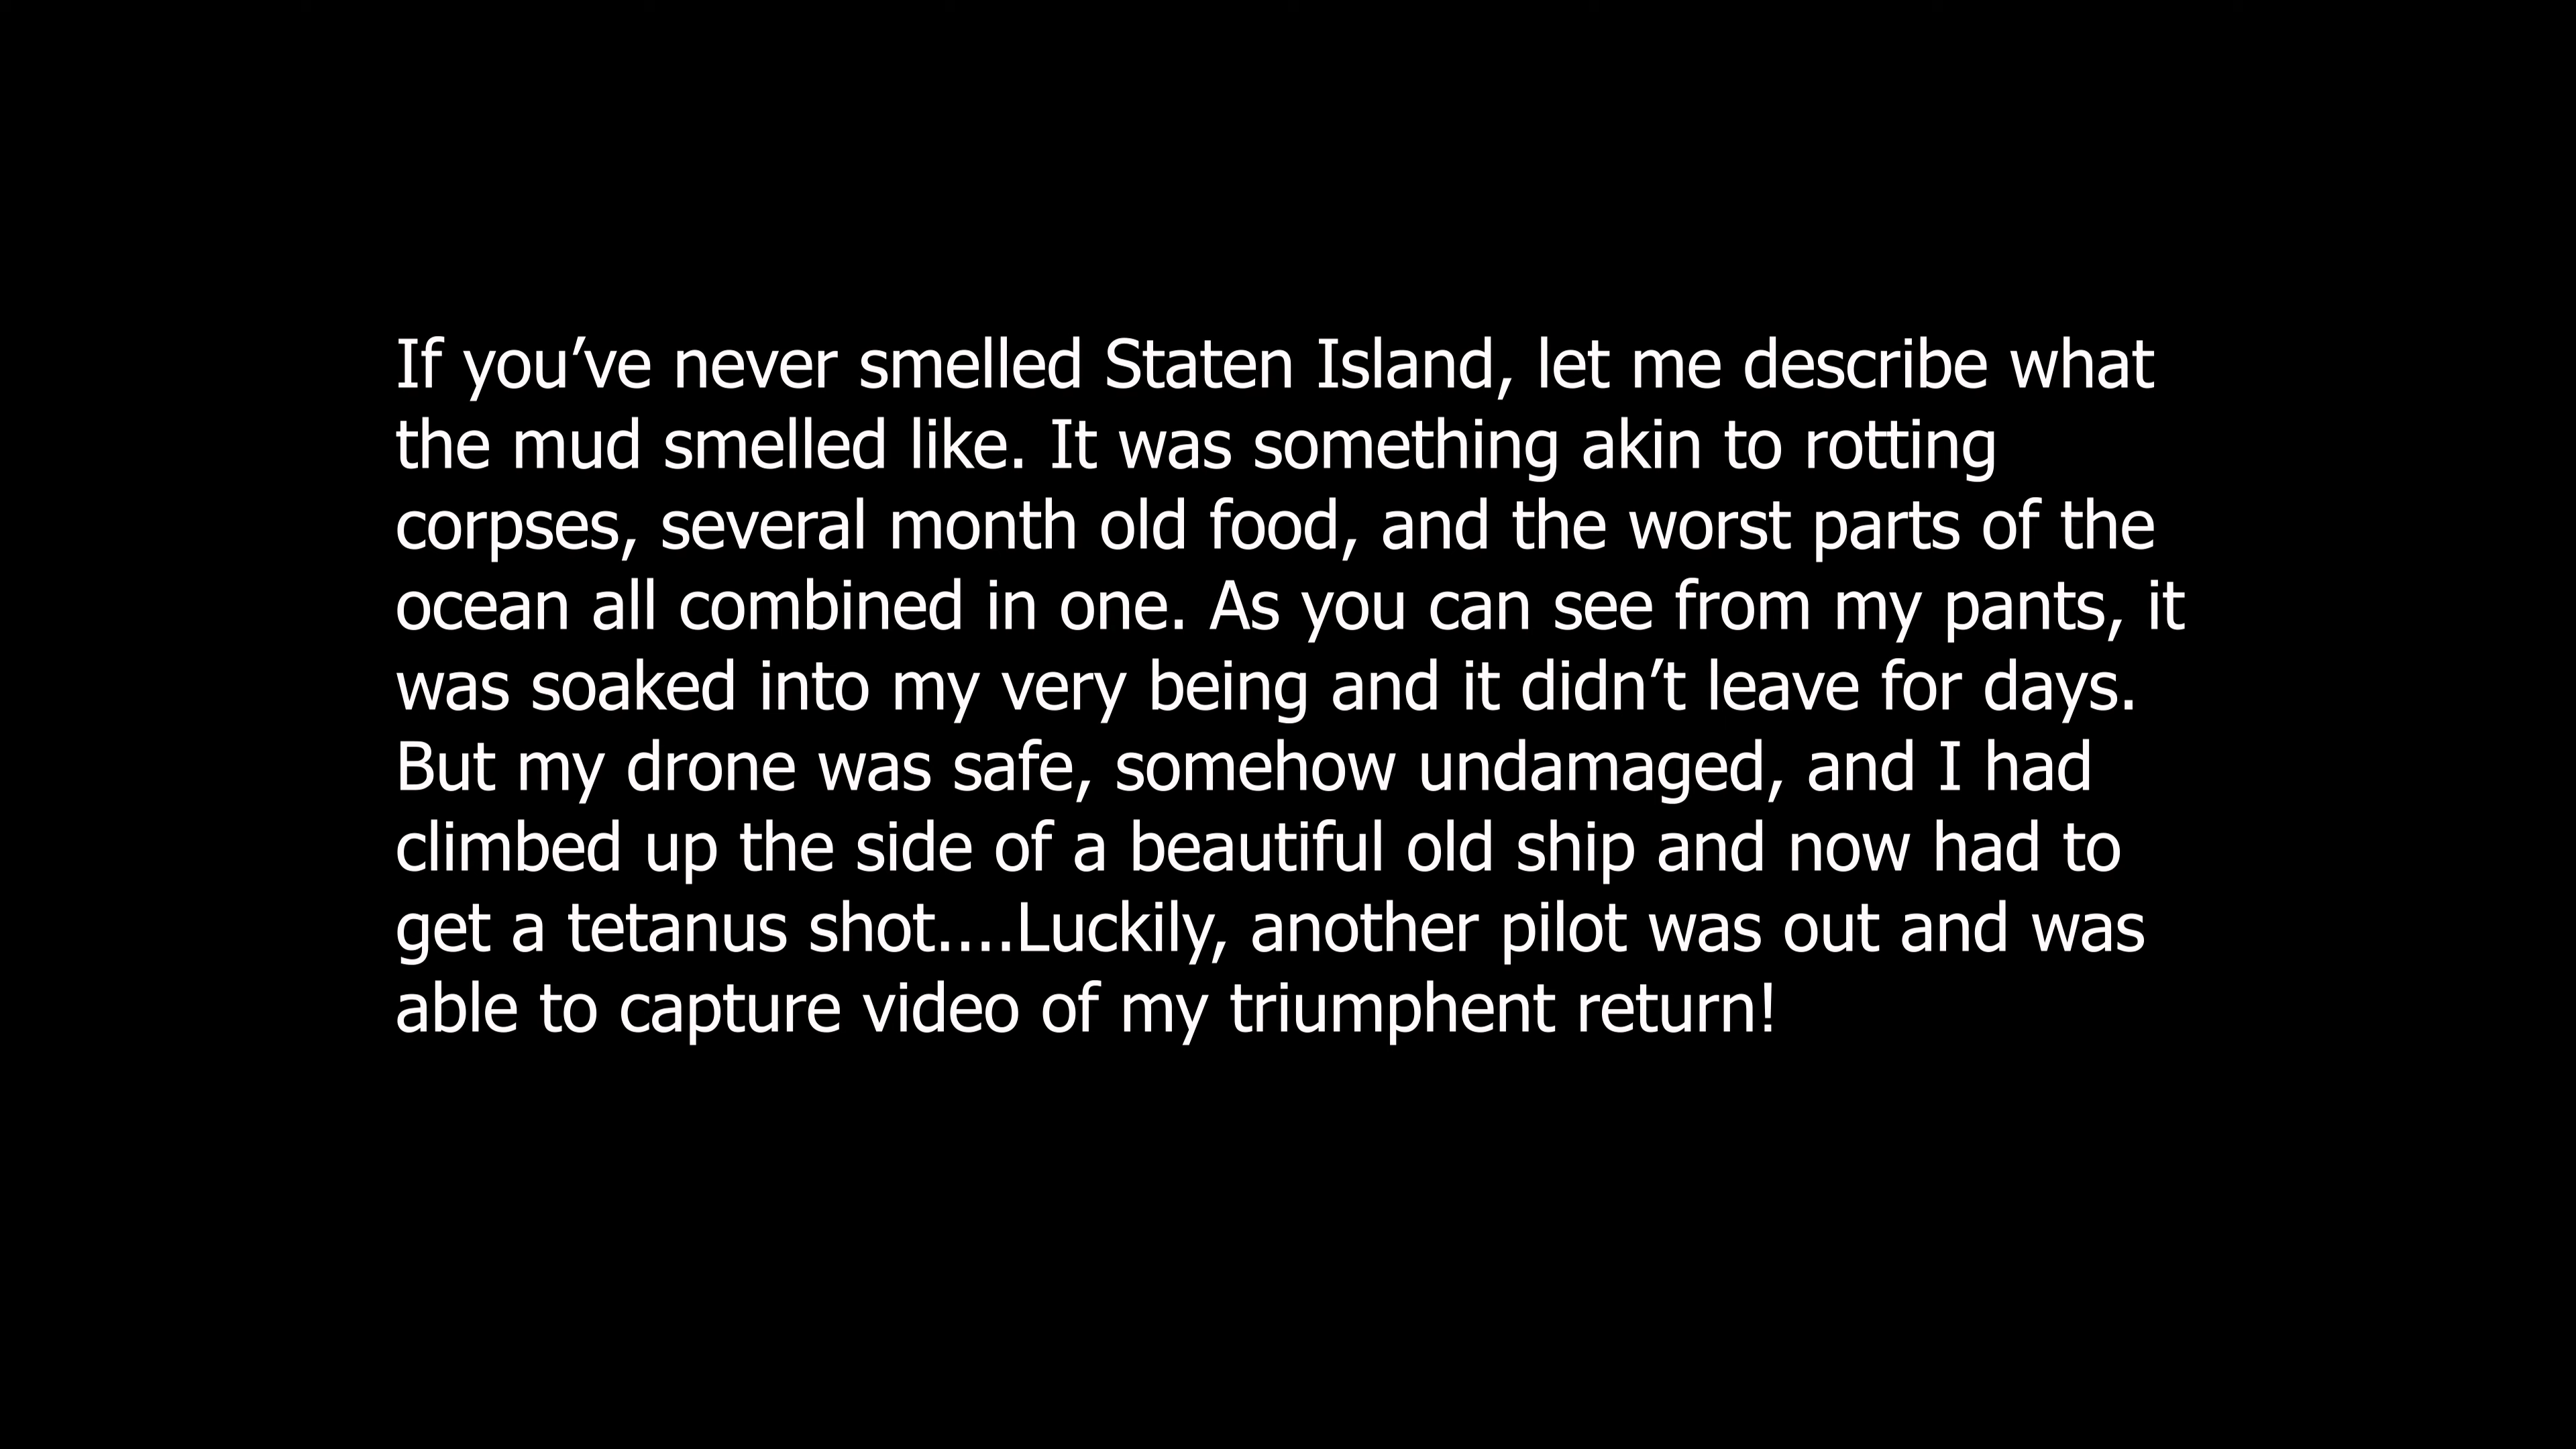 If you’ve never smelled Staten Island, let me describe what
the mud smelled like. It was something akin to rotting
corpses, several month old food, and the worst parts of the
ocean all combined in one. As you can see from my pants, it
was soaked into my very being and it didn’t leave for days.
But my drone was safe, somehow undamaged, and I had
climbed up the side of a beautiful old ship and now had to
get a tetanus shot....Luckily, another pilot was out and was
able to capture video of my triumphent return!